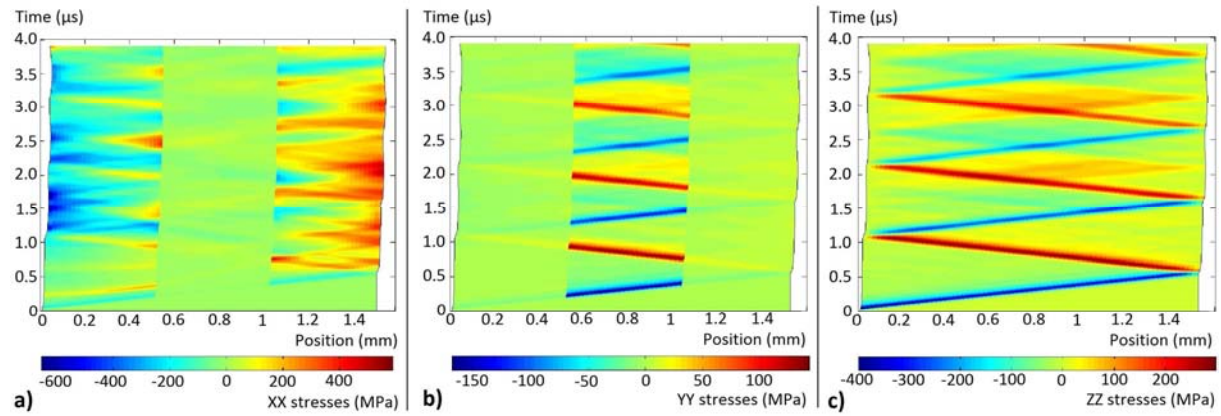 Time (µs)
4.0
3.5
3.0
2.5
2.0
1.5
1.0
0.5
0
0 0.2 0.4 0.6 0.8 1 1.2 1.4
Position (mm)
-600 -400 -200 0 200 400
XX stresses (MPa)
a)
Time (µs)
4.0
3.5
3.0
2.5
2.0
1.5
1.0
0.5
0
0 0.2 0.4 0.6 0.8 1 1.2 1.4
Position (mm)
-150 -100 -50 0 50 100
YY stresses (MPa)
b)
Time (µs)
4.0
3.5
3.0
2.5
2.0
1.5
1.0
0.5
0
0 0.2 0.4 0.6 0.8 1 1.2 1.4
Position (mm)
-400 -300 -200 -100 0 100 200
ZZ stresses (MPa)
c)